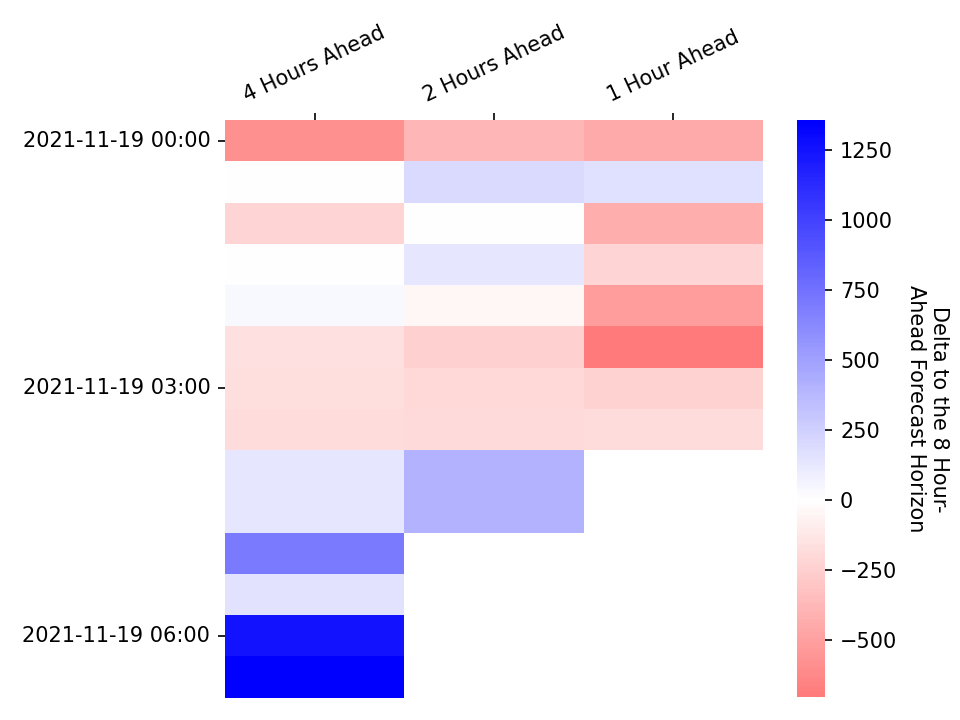 4 Hours Ahead
2 Hours Ahead
1 Hour Ahead
2021-11-19 00:00
2021-11-19 03:00
2021-11-19 06:00
1250
1000
750
500
250
0
−250
−500
Delta to the 8 Hour-
Ahead Forecast Horizon